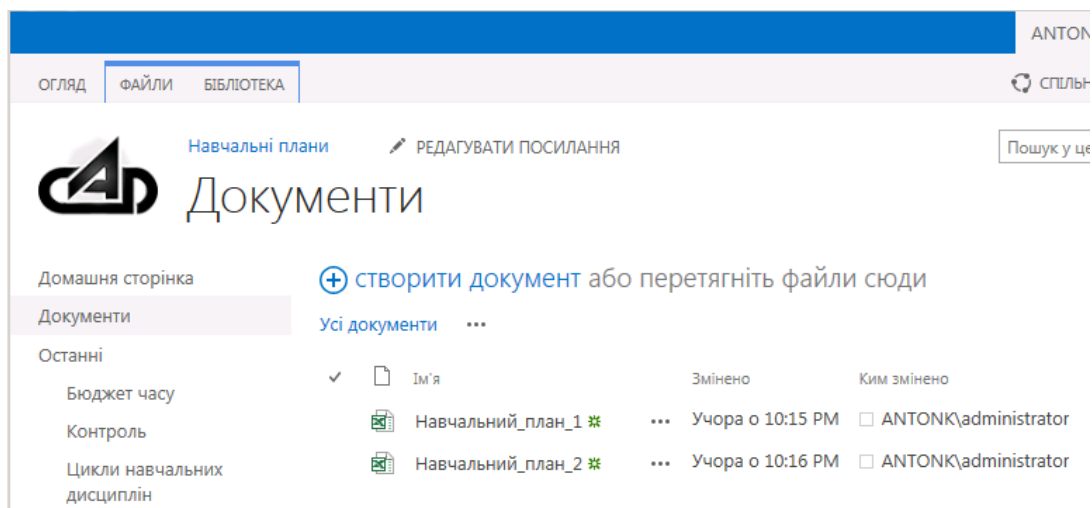 ANTON
ОГЛЯД ФАЙЛИ БІБЛІОТЕКА СПІЛЬН
Навчальні плани РЕДАГУВАТИ ПОСИЛАННЯ Пошук у це
САПР
Документи
Домашня сторінка
Документи
Останні
Бюджет часу
Контроль
Цикли навчальних
дисциплін
створити документ або перетягніть файли сюди
Усі документи •••
Ім'я Змінено Ким змінено
Навчальний_план_1 ••• Учора о 10:15 PM ANTONK\administrator
Навчальний_план_2 ••• Учора о 10:16 PM ANTONK\administrator